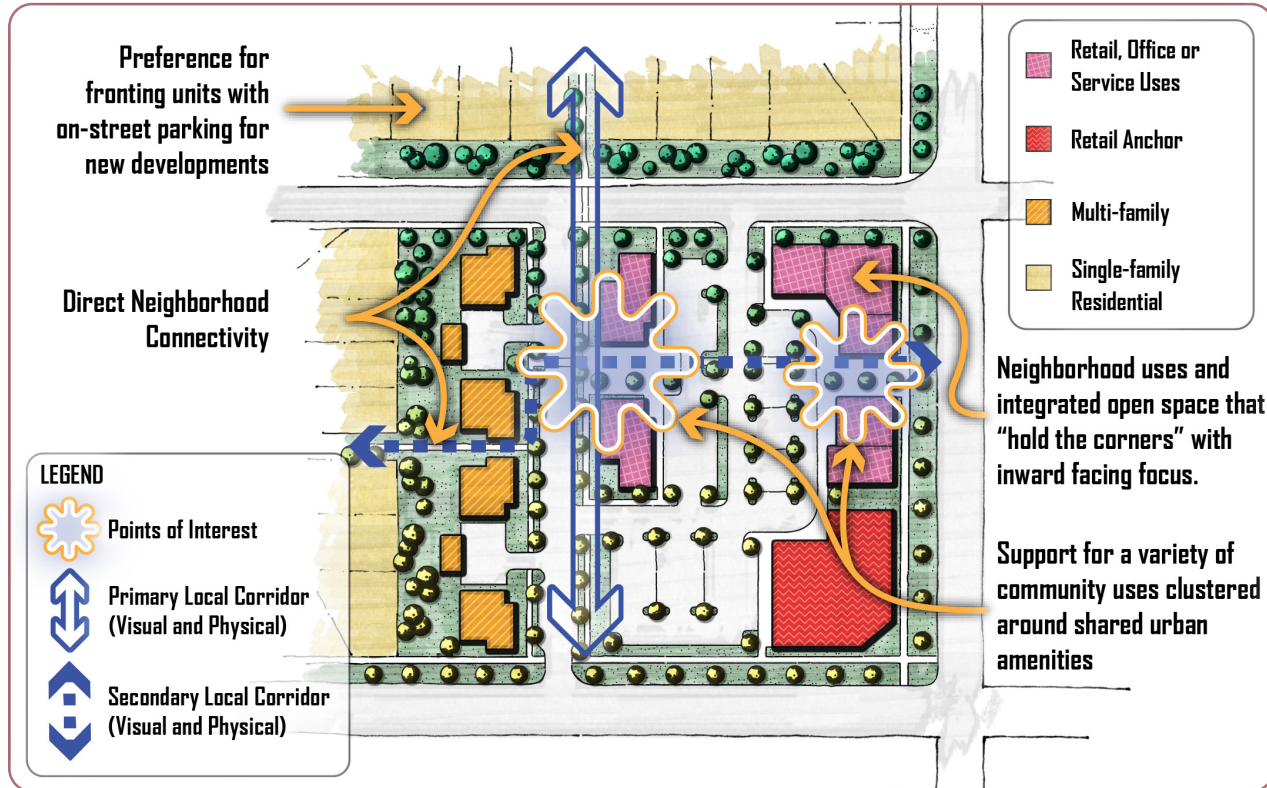 Preference for
fronting units with
on-street parking for
new developments
Direct Neighborhood
Connectivity
LEGEND
Points of Interest
Primary Local Corridor
(Visual and Physical)
Secondary Local Corridor
(Visual and Physical)
Retail, Office or
Service Uses
Retail Anchor
Multi-family
Single-family
Residential
Neighborhood uses and
integrated open space that
“hold the corners” with
inward facing focus.
Support for a variety of
community uses clustered
around shared urban
amenities